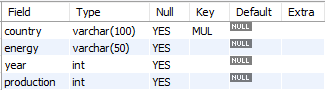 Field Type Null Key Default Extra
country varchar(100) YES MUL NULL
energy varchar(50) YES NULL
year int YES NULL
production int YES NULL